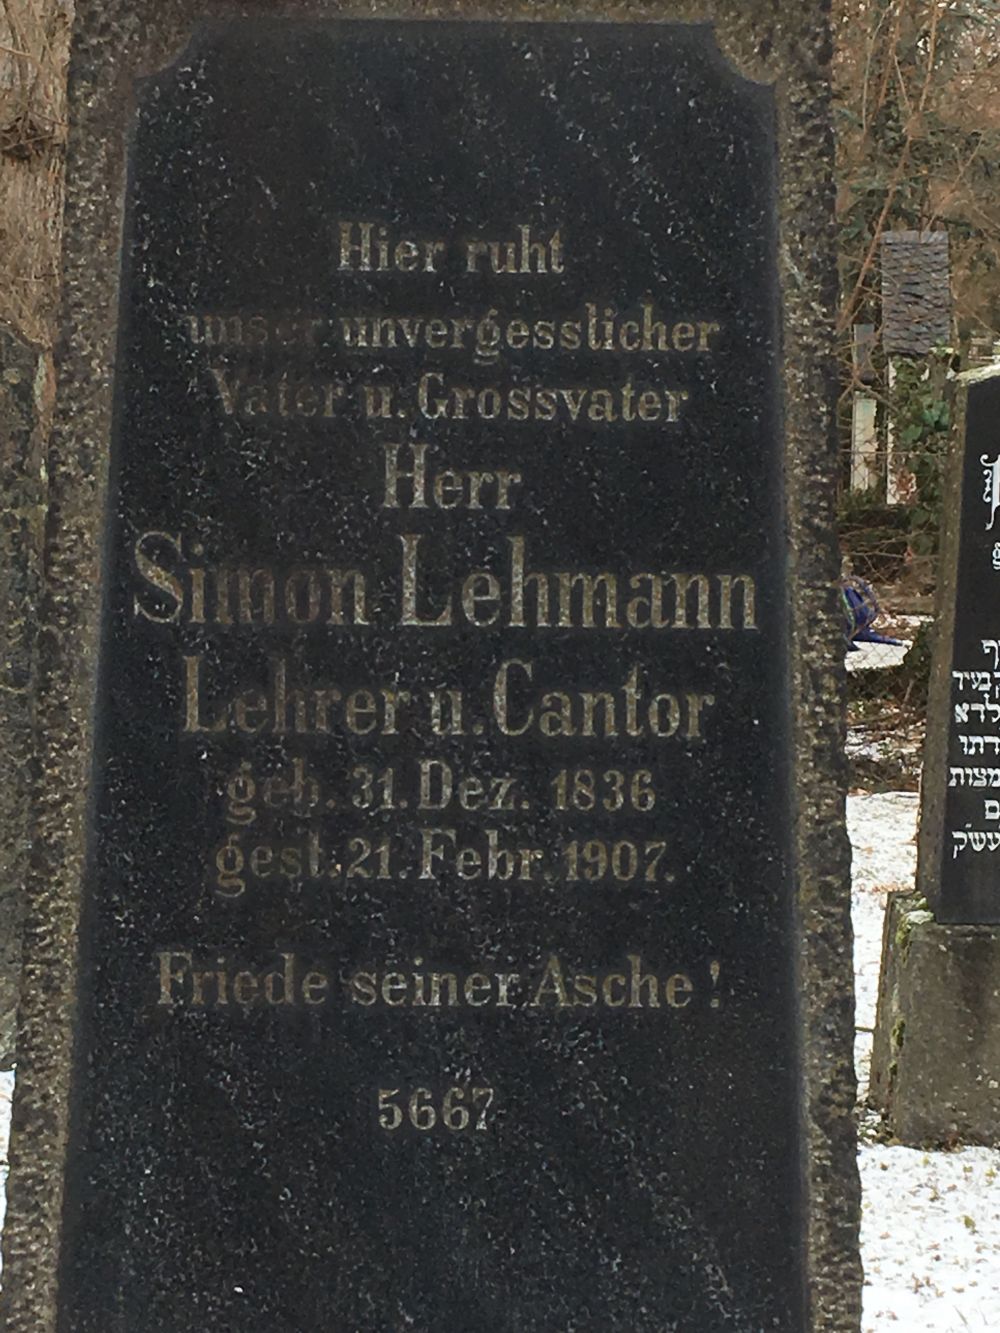 Hier ruht
unser unvergesslicher
Vater u. Grossvater
Herr
Simon Lehmann
Lehrer u. Cantor
geb. 31. Dez. 1836
gest. 21. Febr. 1907.
Friede seiner Asche!
5667